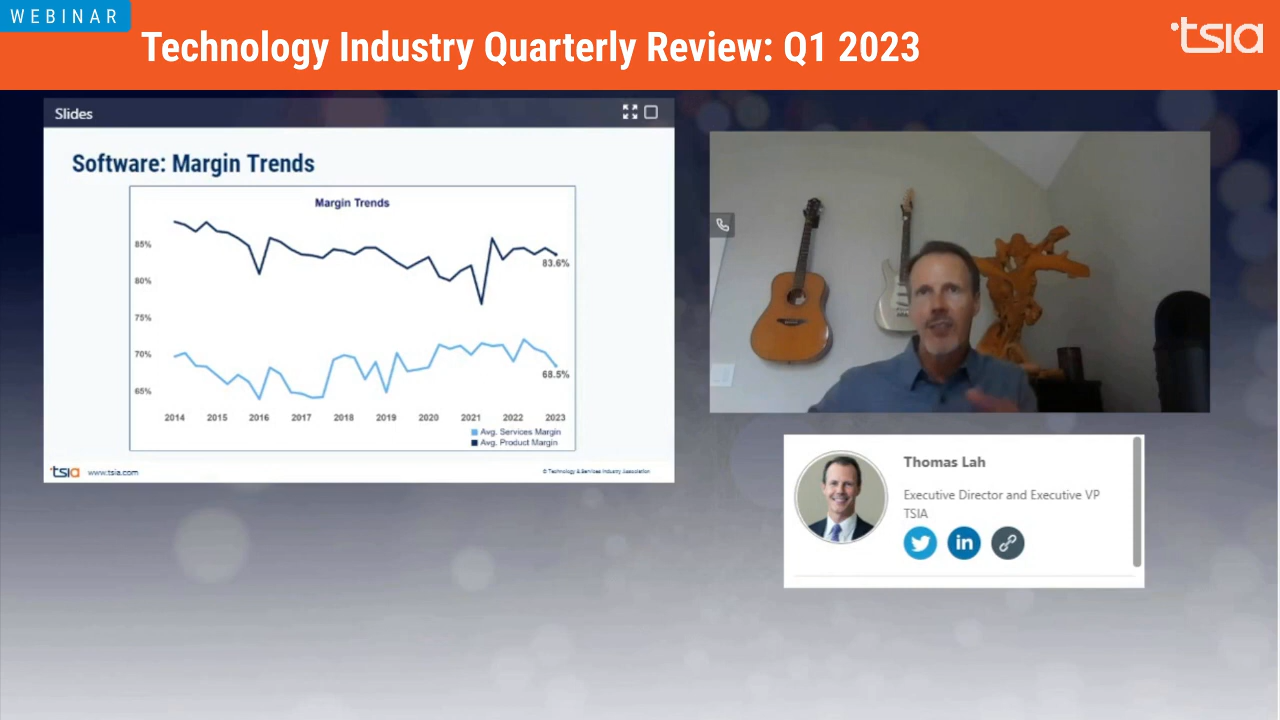 WEBINAR
Technology Industry Quarterly Review: Q1 2023
tsia
Slides
Software: Margin Trends
Margin Trends
85%
80%
75%
70%
65%
83.6%
68.5%
2014 2015 2016 2017 2018 2019 2020 2021 2022 2023
Avg. Services Margin
Avg. Product Margin
tsia www.tsia.com
© Technology & Services Industry Association
Thomas Lah
Executive Director and Executive VP
TSIA
in